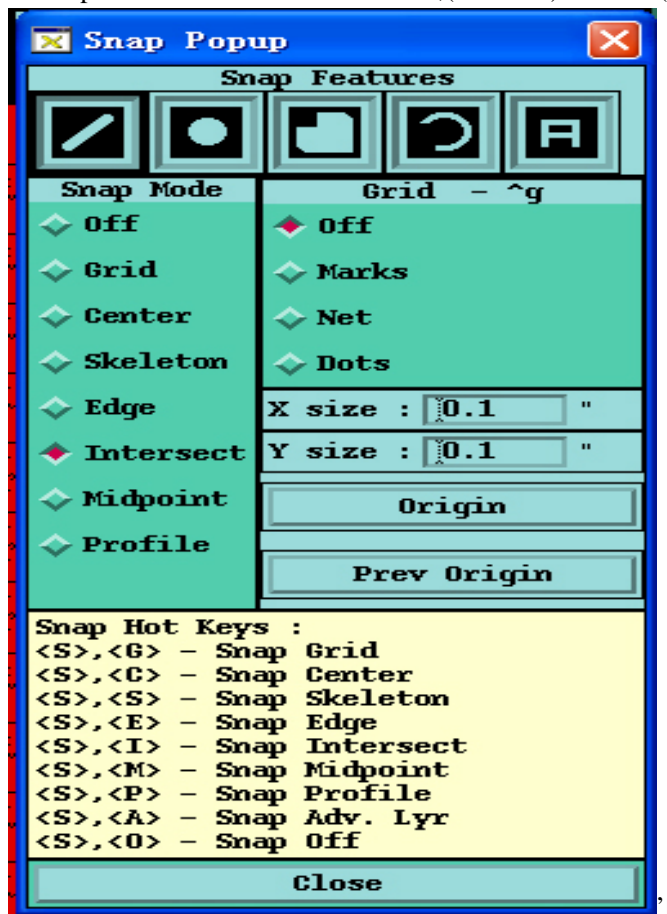 Snap Popup
Snap Features
A
Snap Mode
Off
Grid
Center
Skeleton
Edge
Intersect
Midpoint
Profile
Grid - ^g
Off
Marks
Net
Dots
X size : 0.1 "
Y size : 0.1 "
Origin
Prev Origin
Snap Hot Keys :
<S>,<G> - Snap Grid
<S>,<C> - Snap Center
<S>,<S> - Snap Skeleton
<S>,<E> - Snap Edge
<S>,<I> - Snap Intersect
<S>,<M> - Snap Midpoint
<S>,<P> - Snap Profile
<S>,<A> - Snap Adv. Lyr
<S>,<O> - Snap Off
Close
,